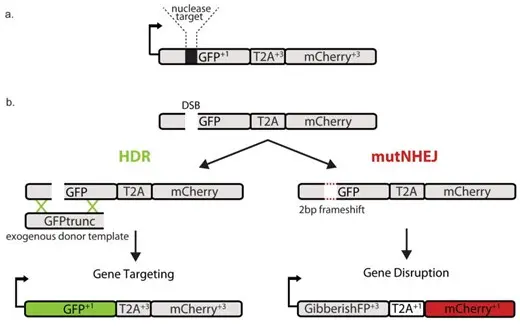 a.
nuclease
target
GFP+1 T2A+3 mCherry+3
b.
DSB
GFP T2A mCherry
HDR
mutNHEJ
GFP T2A mCherry
GFPtrunc
exogenous donor template
GFP T2A mCherry
2bp frameshift
Gene Targeting
Gene Disruption
GFP+1 T2A+3 mCherry+3
GibberishFP+3 T2A+1 mCherry+1